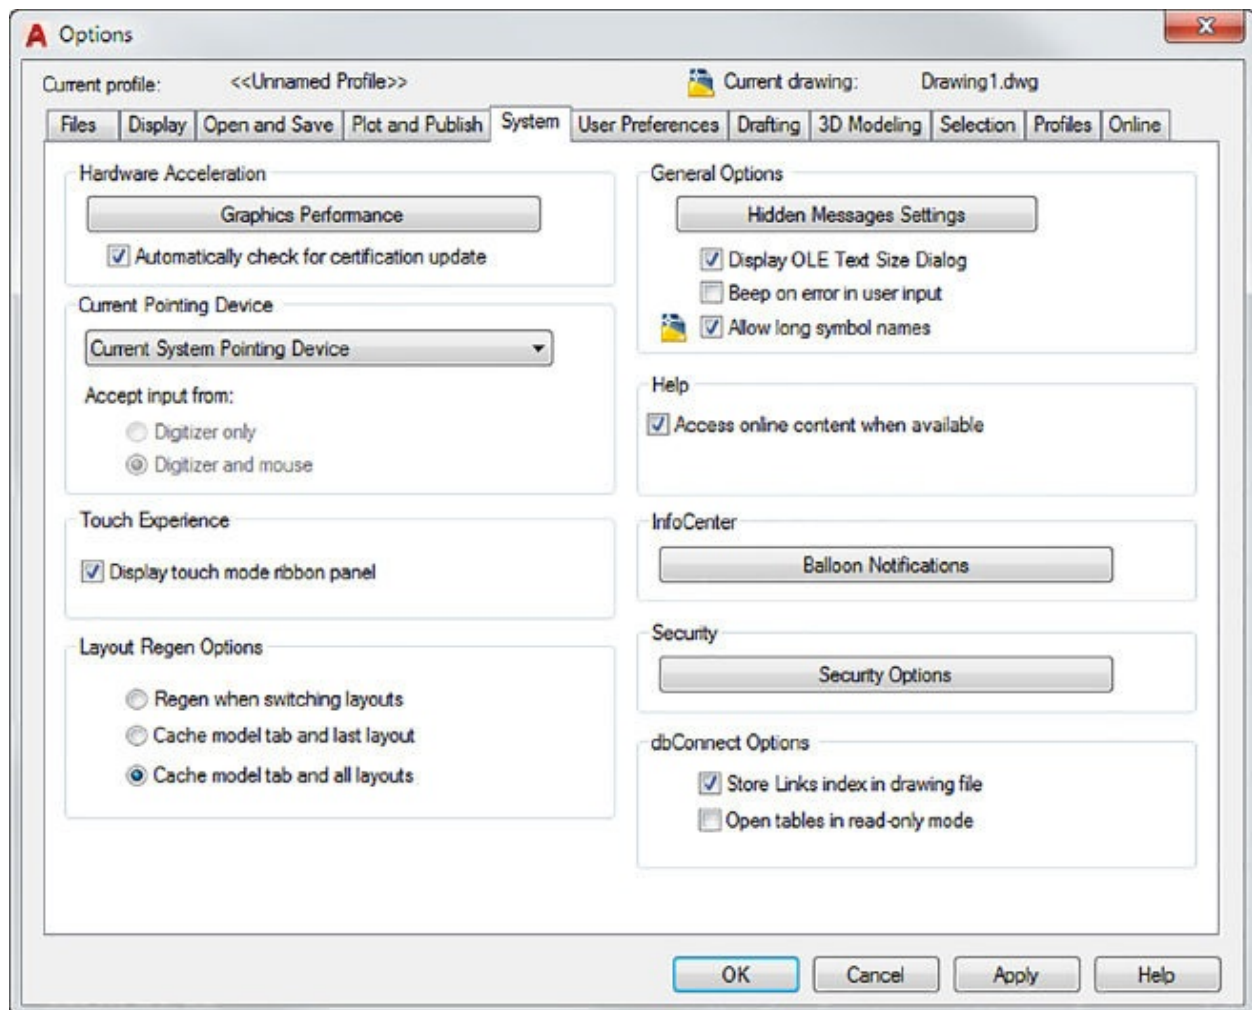 Options
Current profile: <<Unnamed Profile>> Current drawing: Drawing1.dwg
Files Display Open and Save Plot and Publish System User Preferences Drafting 3D Modeling Selection Profiles Online
Hardware Acceleration
Graphics Performance
Automatically check for certification update
Current Pointing Device
Current System Pointing Device
Accept input from:
Digitizer only
Digitizer and mouse
Touch Experience
Display touch mode ribbon panel
Layout Regen Options
Regen when switching layouts
Cache model tab and last layout
Cache model tab and all layouts
General Options
Hidden Messages Settings
Display OLE Text Size Dialog
Beep on error in user input
Allow long symbol names
Help
Access online content when available
InfoCenter
Balloon Notifications
Security
Security Options
dbConnect Options
Store Links index in drawing file
Open tables in read-only mode
OK Cancel Apply Help